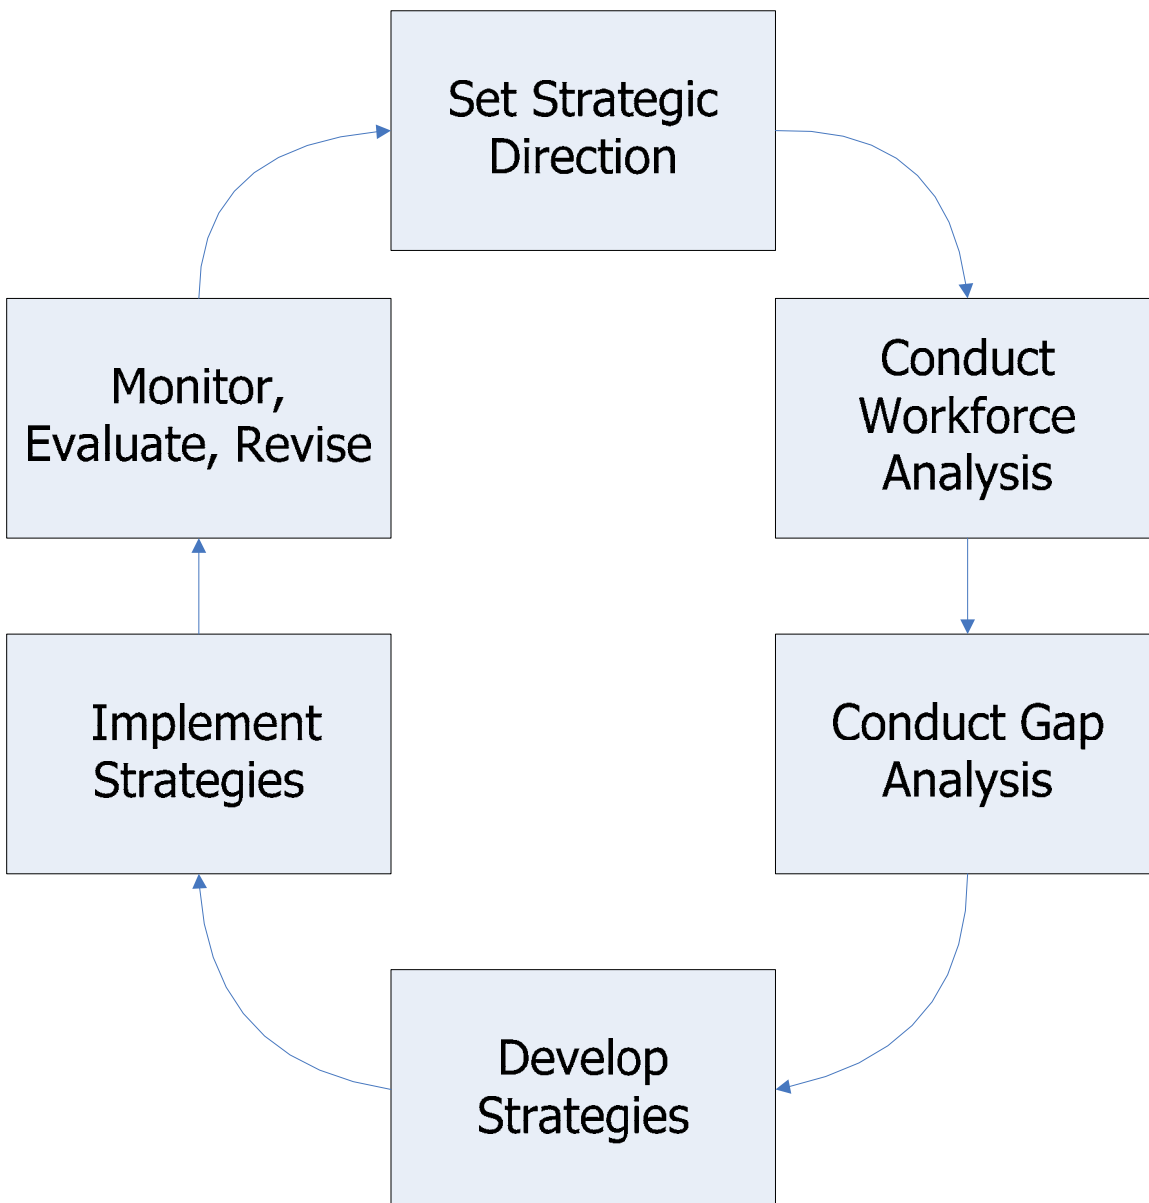 Set Strategic
Direction
Conduct
Workforce
Analysis
Conduct Gap
Analysis
Develop
Strategies
Implement
Strategies
Monitor,
Evaluate, Revise